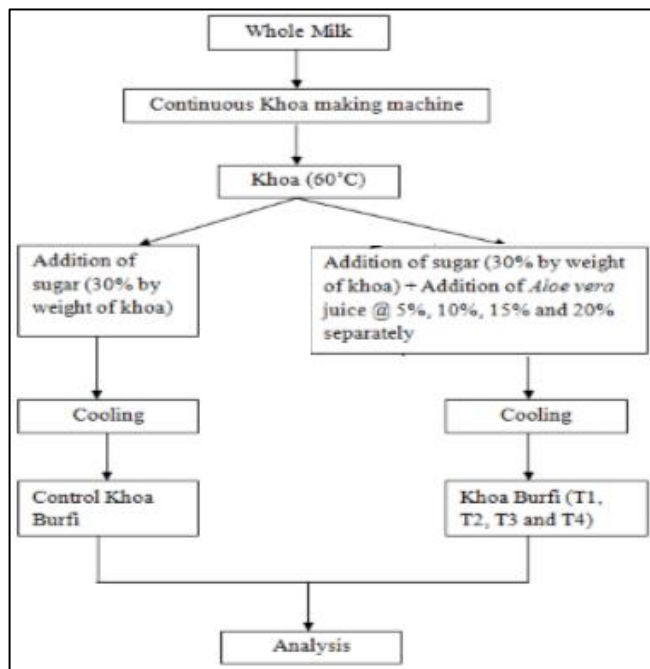 Whole Milk
Continuous Khoa making machine
Khoa (60˚C)
Addition of
sugar (30% by
weight of khoa)
Addition of sugar (30% by weight
of khoa) + Addition of Aloe vera
juice @ 5%, 10%, 15% and 20%
separately
Cooling
Cooling
Control Khoa
Burfi
Khoa Burfi (T1,
T2, T3 and T4)
Analysis